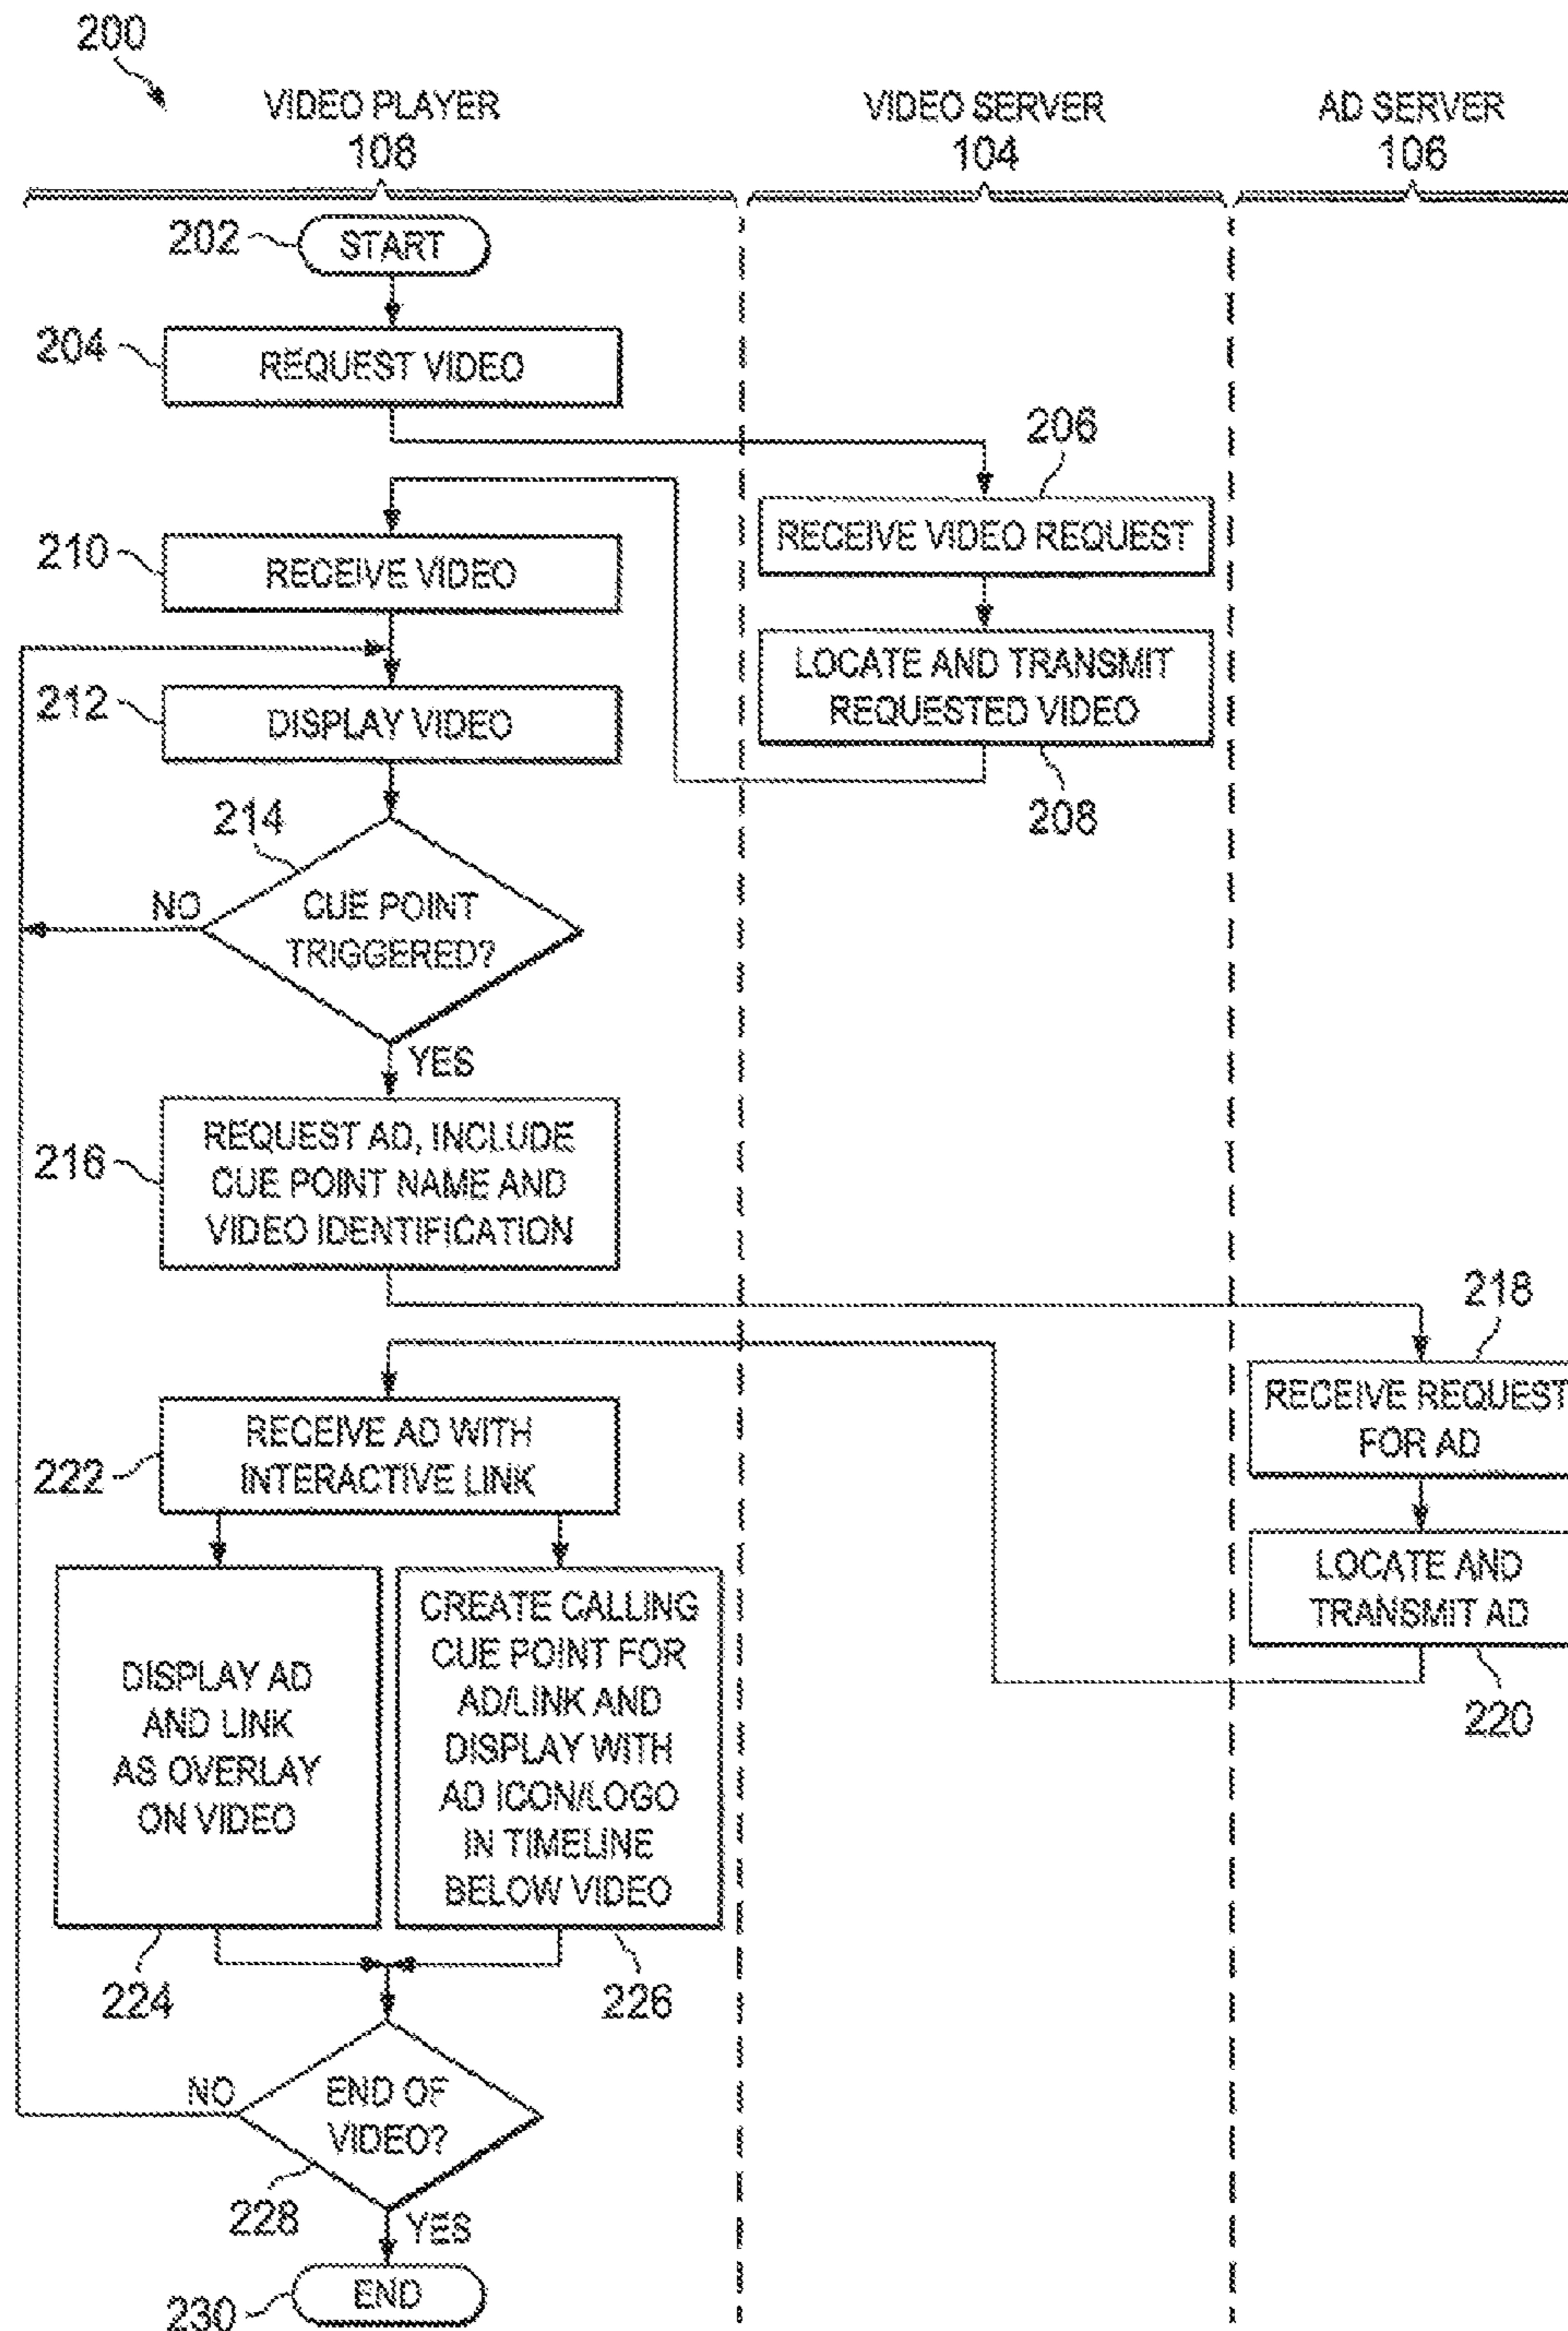 200
VIDEO PLAYER
108
VIDEO SERVER
104
AD SERVER
106
202
START
204
REQUEST VIDEO
206
RECEIVE VIDEO REQUEST
210
RECEIVE VIDEO
LOCATE AND TRANSMIT
REQUESTED VIDEO
208
212
DISPLAY VIDEO
214
CUE POINT
TRIGGERED?
NO
YES
216
REQUEST AD, INCLUDE
CUE POINT NAME AND
VIDEO IDENTIFICATION
218
RECEIVE REQUEST
FOR AD
222
RECEIVE AD WITH
INTERACTIVE LINK
LOCATE AND
TRANSMIT AD
220
DISPLAY AD
AND LINK
AS OVERLAY
ON VIDEO
224
CREATE CALLING
CUE POINT FOR
AD/LINK AND
DISPLAY WITH
AD ICON/LOGO
IN TIMELINE
BELOW VIDEO
226
NO
END OF
VIDEO?
228
YES
END
230